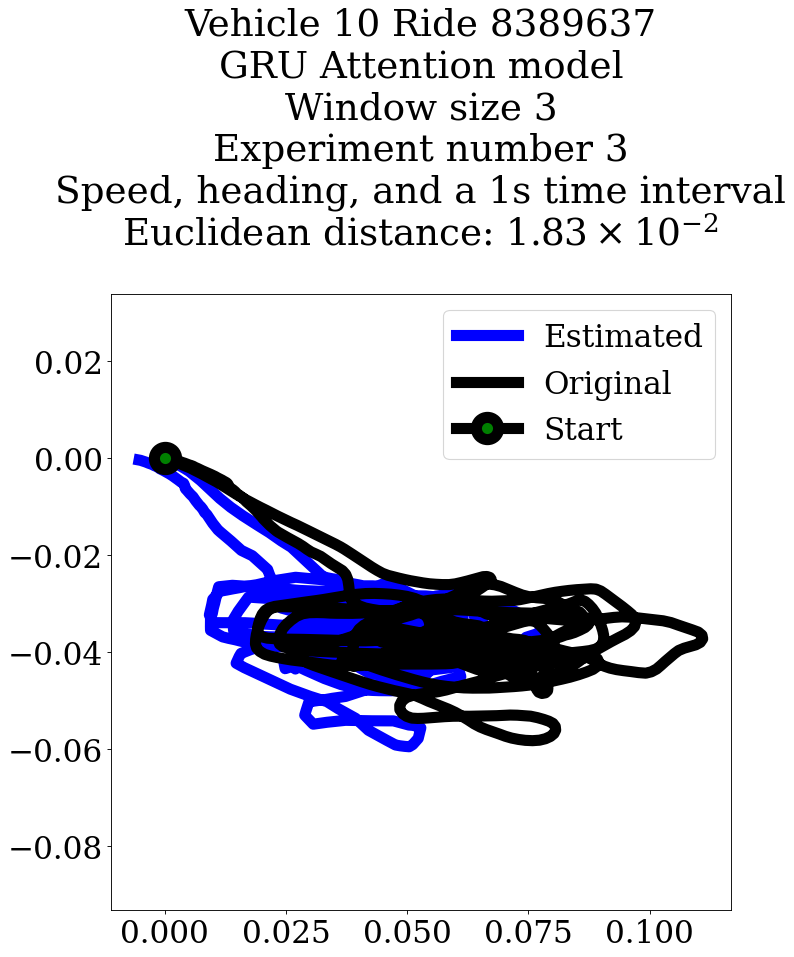 Vehicle 10 Ride 8389637
GRU Attention model
Window size 3
Experiment number 3
Speed, heading, and a 1s time interval
Euclidean distance: 1.83 × 10⁻²
Estimated
Original
Start
0.02
0.00
−0.02
−0.04
−0.06
−0.08
0.000 0.025 0.050 0.075 0.100